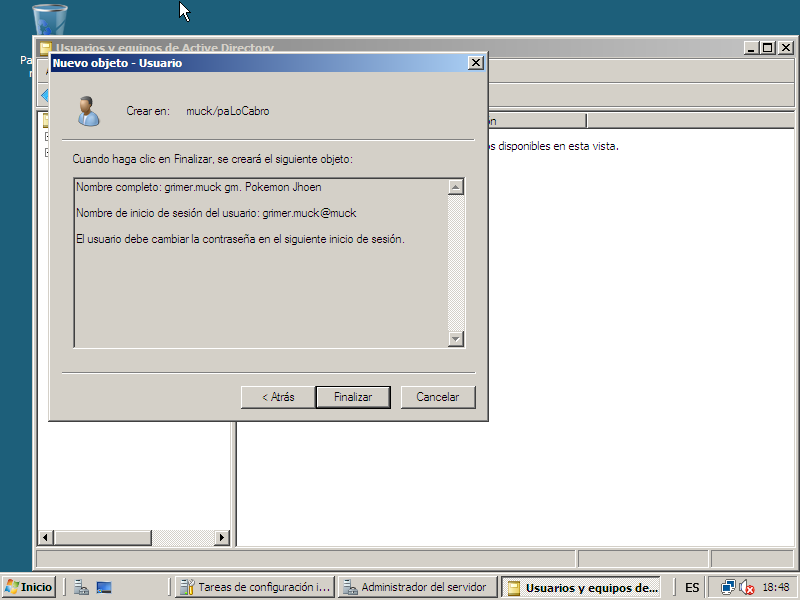 Pa
Usuarios y equipos de Active Directory
Nuevo objeto - Usuario
Crear en: muck/paLoCabro
Cuando haga clic en Finalizar, se creará el siguiente objeto:
Nombre completo: grimer.muck gm. Pokemon Jhoen
Nombre de inicio de sesión del usuario: grimer.muck@muck
El usuario debe cambiar la contraseña en el siguiente inicio de sesión.
< Atrás
Finalizar
Cancelar
disponibles en esta vista.
Inicio
Tareas de configuración i...
Administrador del servidor
Usuarios y equipos de...
ES
18:48